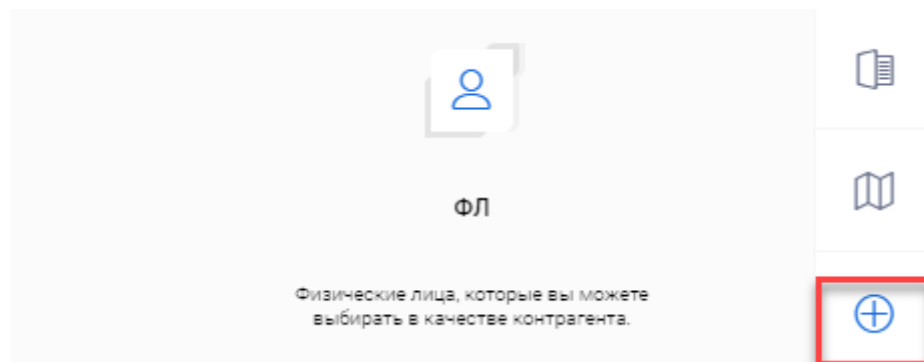 ФЛ
Физические лица, которые вы можете
выбирать в качестве контрагента.